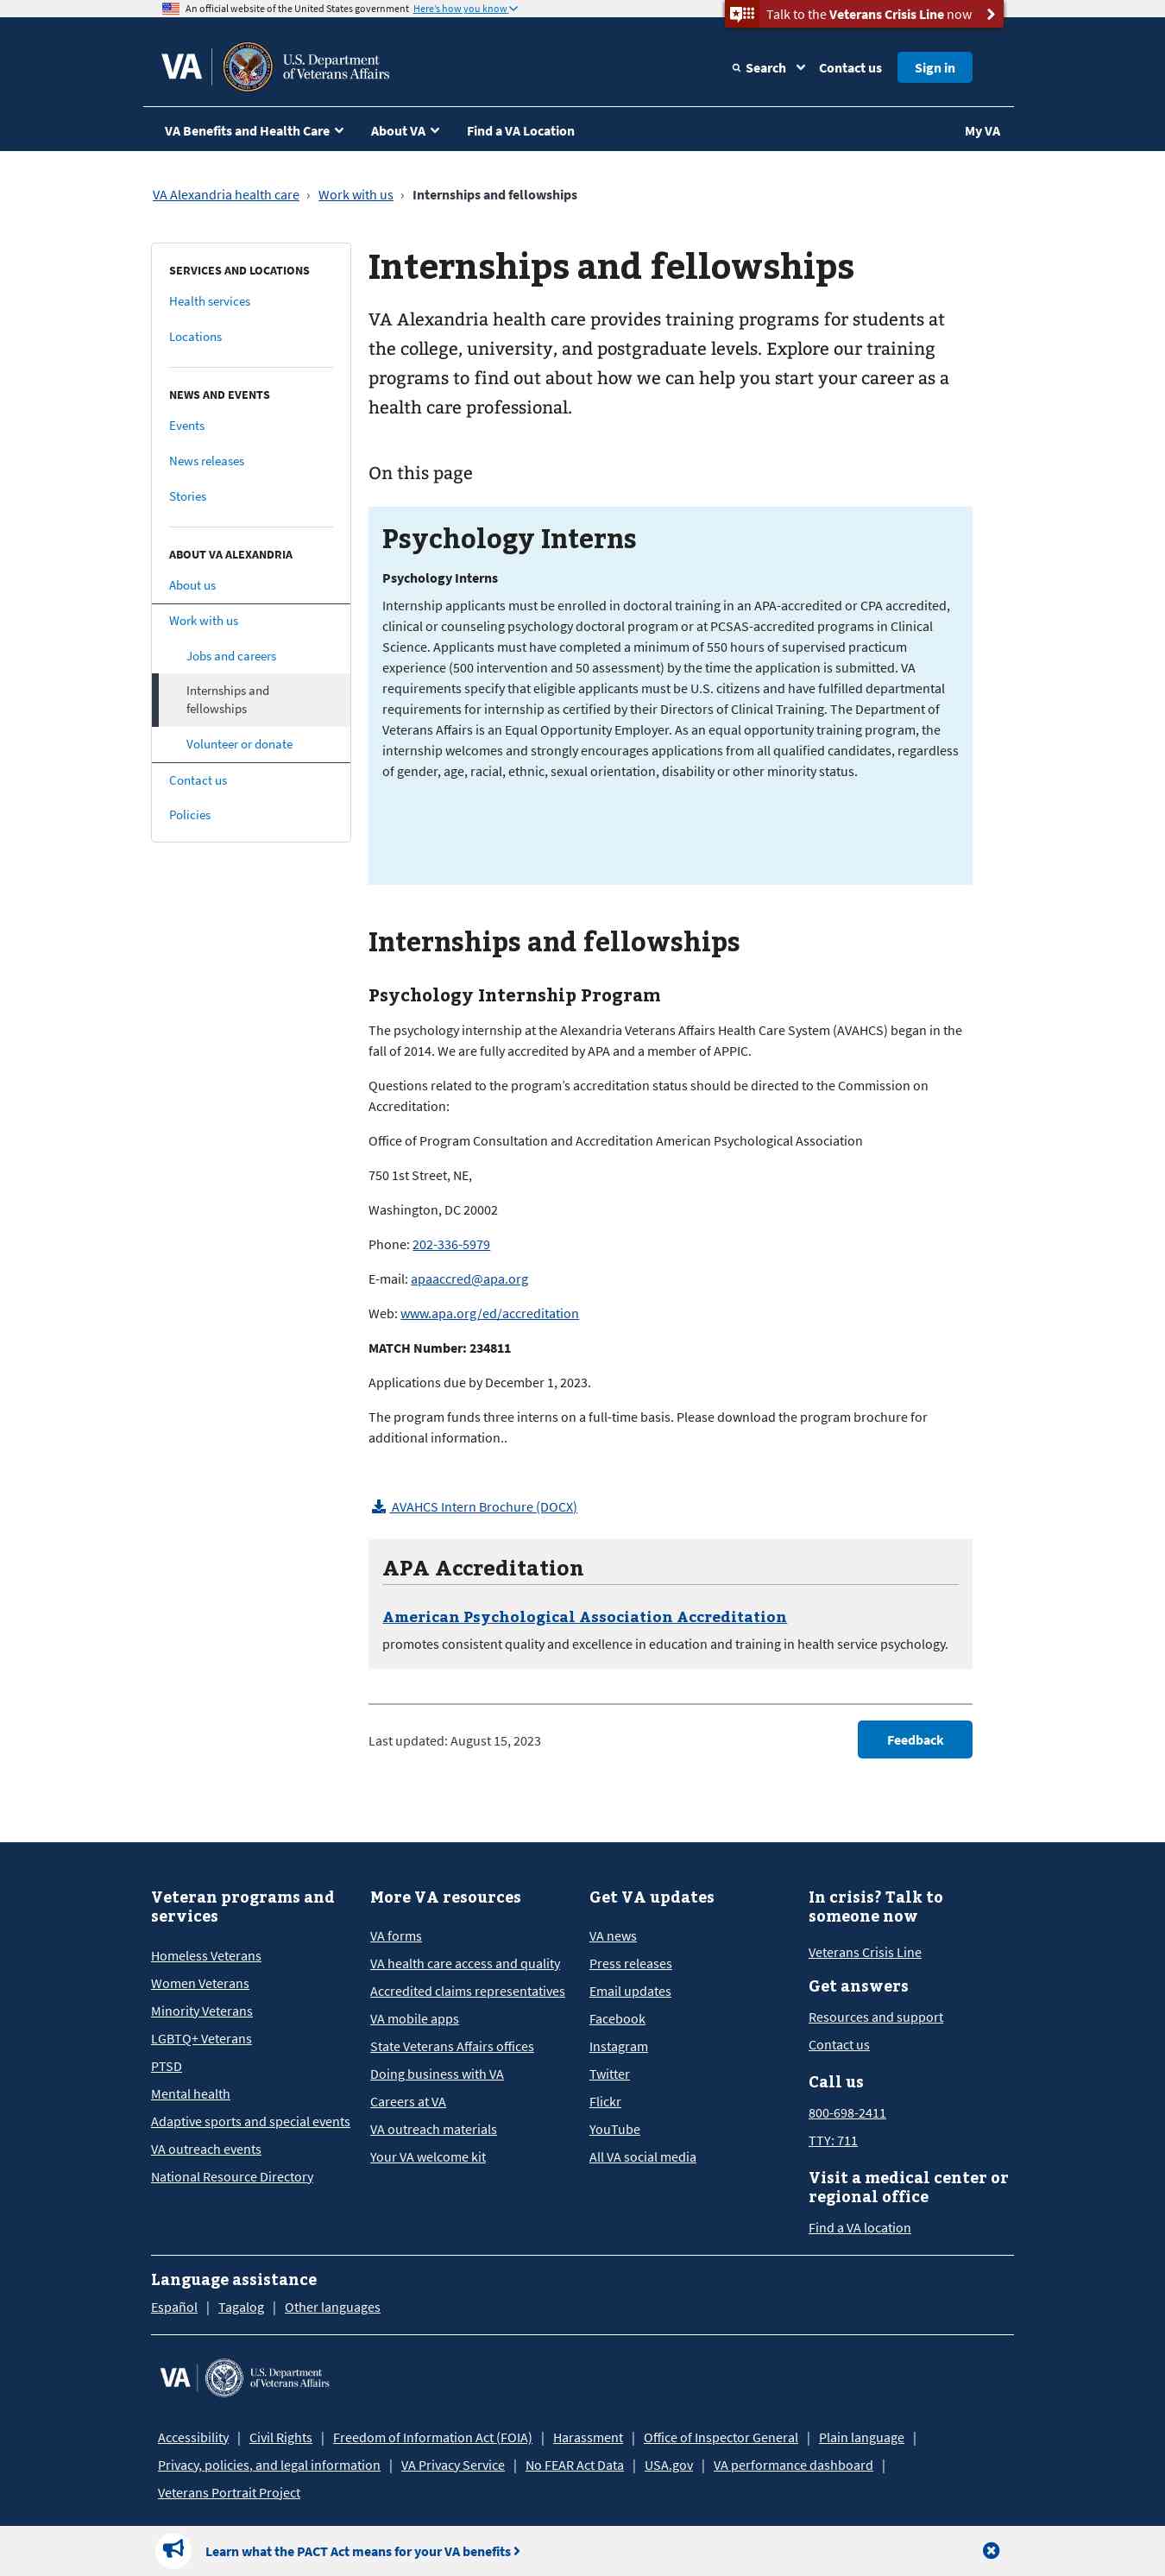 An official website of the United States government Here's how you know
Talk to the Veterans Crisis Line now
VA
U.S. Department
of Veterans Affairs
Search Contact us Sign in
VA Benefits and Health Care About VA Find a VA Location My VA
VA Alexandria health care › Work with us › Internships and fellowships
SERVICES AND LOCATIONS
Health services
Locations
NEWS AND EVENTS
Events
News releases
Stories
ABOUT VA ALEXANDRIA
About us
Work with us
Jobs and careers
Internships and
fellowships
Volunteer or donate
Contact us
Policies
Internships and fellowships
VA Alexandria health care provides training programs for students at
the college, university, and postgraduate levels. Explore our training
programs to find out about how we can help you start your career as a
health care professional.
On this page
Psychology Interns
Psychology Interns
Internship applicants must be enrolled in doctoral training in an APA-accredited or CPA accredited,
clinical or counseling psychology doctoral program or at PCSAS-accredited programs in Clinical
Science. Applicants must have completed a minimum of 550 hours of supervised practicum
experience (500 intervention and 50 assessment) by the time the application is submitted. VA
requirements specify that eligible applicants must be U.S. citizens and have fulfilled departmental
requirements for internship as certified by their Directors of Clinical Training. The Department of
Veterans Affairs is an Equal Opportunity Employer. As an equal opportunity training program, the
internship welcomes and strongly encourages applications from all qualified candidates, regardless
of gender, age, racial, ethnic, sexual orientation, disability or other minority status.
Internships and fellowships
Psychology Internship Program
The psychology internship at the Alexandria Veterans Affairs Health Care System (AVAHCS) began in the
fall of 2014. We are fully accredited by APA and a member of APPIC.
Questions related to the program's accreditation status should be directed to the Commission on
Accreditation:
Office of Program Consultation and Accreditation American Psychological Association
750 1st Street, NE,
Washington, DC 20002
Phone: 202-336-5979
E-mail: apaaccred@apa.org
Web: www.apa.org/ed/accreditation
MATCH Number: 234811
Applications due by December 1, 2023.
The program funds three interns on a full-time basis. Please download the program brochure for
additional information..
AVAHCS Intern Brochure (DOCX)
APA Accreditation
American Psychological Association Accreditation
promotes consistent quality and excellence in education and training in health service psychology.
Last updated: August 15, 2023
Feedback
Veteran programs and
services
Homeless Veterans
Women Veterans
Minority Veterans
LGBTQ+ Veterans
PTSD
Mental health
Adaptive sports and special events
VA outreach events
National Resource Directory
More VA resources
VA forms
VA health care access and quality
Accredited claims representatives
VA mobile apps
State Veterans Affairs offices
Doing business with VA
Careers at VA
VA outreach materials
Your VA welcome kit
Get VA updates
VA news
Press releases
Email updates
Facebook
Instagram
Twitter
Flickr
YouTube
All VA social media
In crisis? Talk to
someone now
Veterans Crisis Line
Get answers
Resources and support
Contact us
Call us
800-698-2411
TTY: 711
Visit a medical center or
regional office
Find a VA location
Language assistance
Español | Tagalog | Other languages
VA
U.S. Department
of Veterans Affairs
Accessibility | Civil Rights | Freedom of Information Act (FOIA) | Harassment | Office of Inspector General | Plain language |
Privacy, policies, and legal information | VA Privacy Service | No FEAR Act Data | USA.gov | VA performance dashboard |
Veterans Portrait Project
Learn what the PACT Act means for your VA benefits